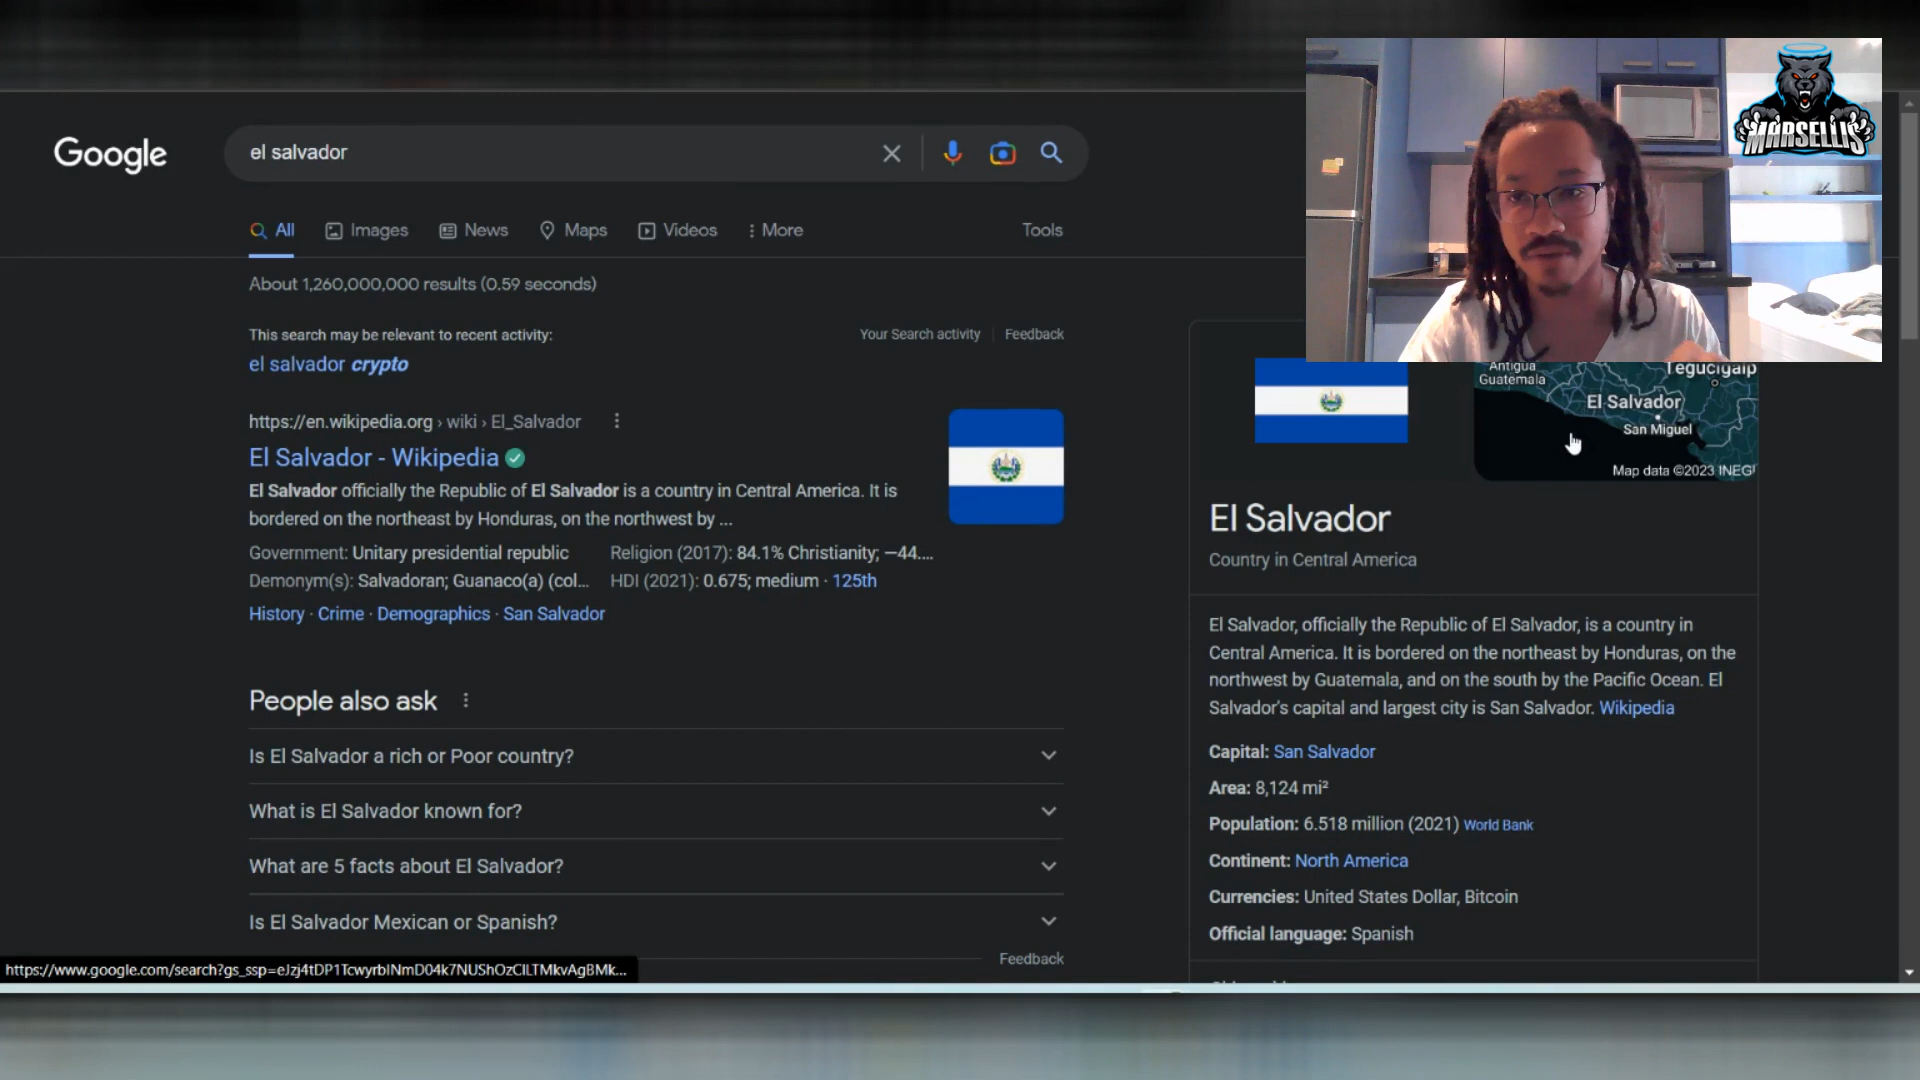 Google
el salvador
All
Images
News
Maps
Videos
More
Tools
About 1,260,000,000 results (0.59 seconds)
This search may be relevant to recent activity:
Your Search activity
Feedback
el salvador crypto
https://en.wikipedia.org › wiki › El_Salvador
El Salvador - Wikipedia
El Salvador officially the Republic of El Salvador is a country in Central America. It is
bordered on the northeast by Honduras, on the northwest by ...
Government: Unitary presidential republic
Religion (2017): 84.1% Christianity; —44....
Demonym(s): Salvadoran; Guanaco(a) (col...
HDI (2021): 0.675; medium · 125th
History · Crime · Demographics · San Salvador
People also ask
Is El Salvador a rich or Poor country?
What is El Salvador known for?
What are 5 facts about El Salvador?
Is El Salvador Mexican or Spanish?
Feedback
https://www.google.com/search?gs_ssp=eJzj4tDP1TcwyrbINmD04k7NUShOzClLTMkvAgBMk...
MARSELLIS
Antigua
Guatemala
Tegucigalp
El Salvador
San Miguel
Map data ©2023 INEGI
El Salvador
Country in Central America
El Salvador, officially the Republic of El Salvador, is a country in
Central America. It is bordered on the northeast by Honduras, on the
northwest by Guatemala, and on the south by the Pacific Ocean. El
Salvador's capital and largest city is San Salvador. Wikipedia
Capital: San Salvador
Area: 8,124 mi²
Population: 6.518 million (2021) World Bank
Continent: North America
Currencies: United States Dollar, Bitcoin
Official language: Spanish